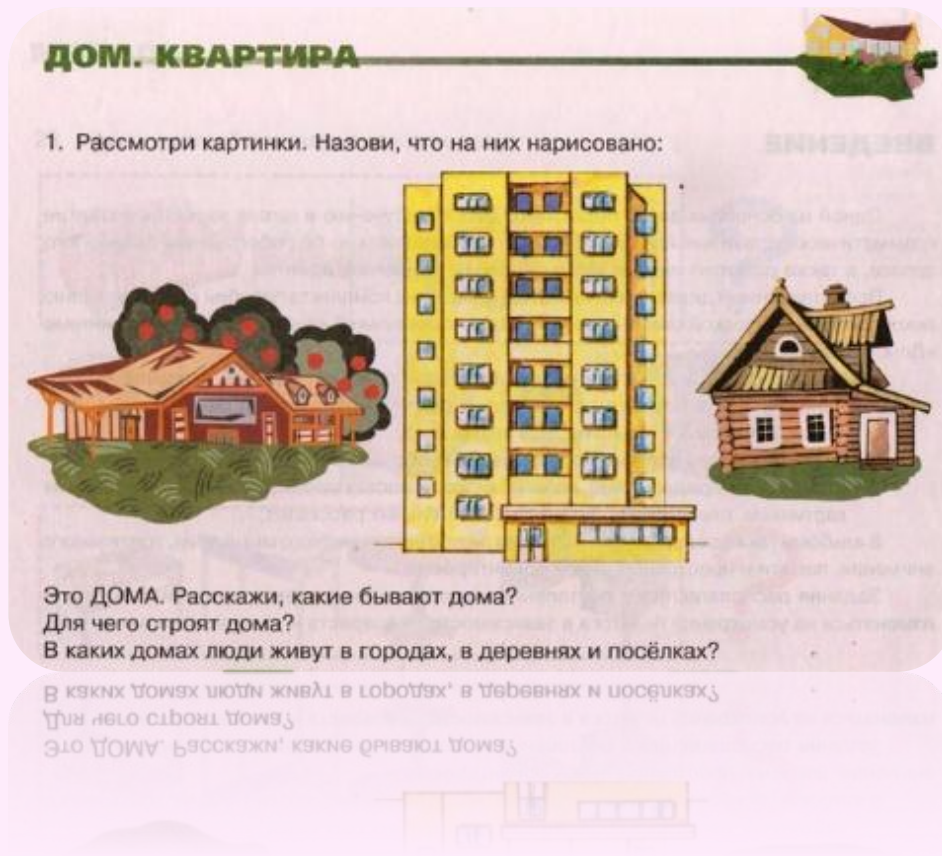 ДОМ. КВАРТИРА
1. Рассмотри картинки. Назови, что на них нарисовано:
Это ДОМА. Расскажи, какие бывают дома?
Для чего строят дома?
В каких домах люди живут в городах, в деревнях и посёлках?